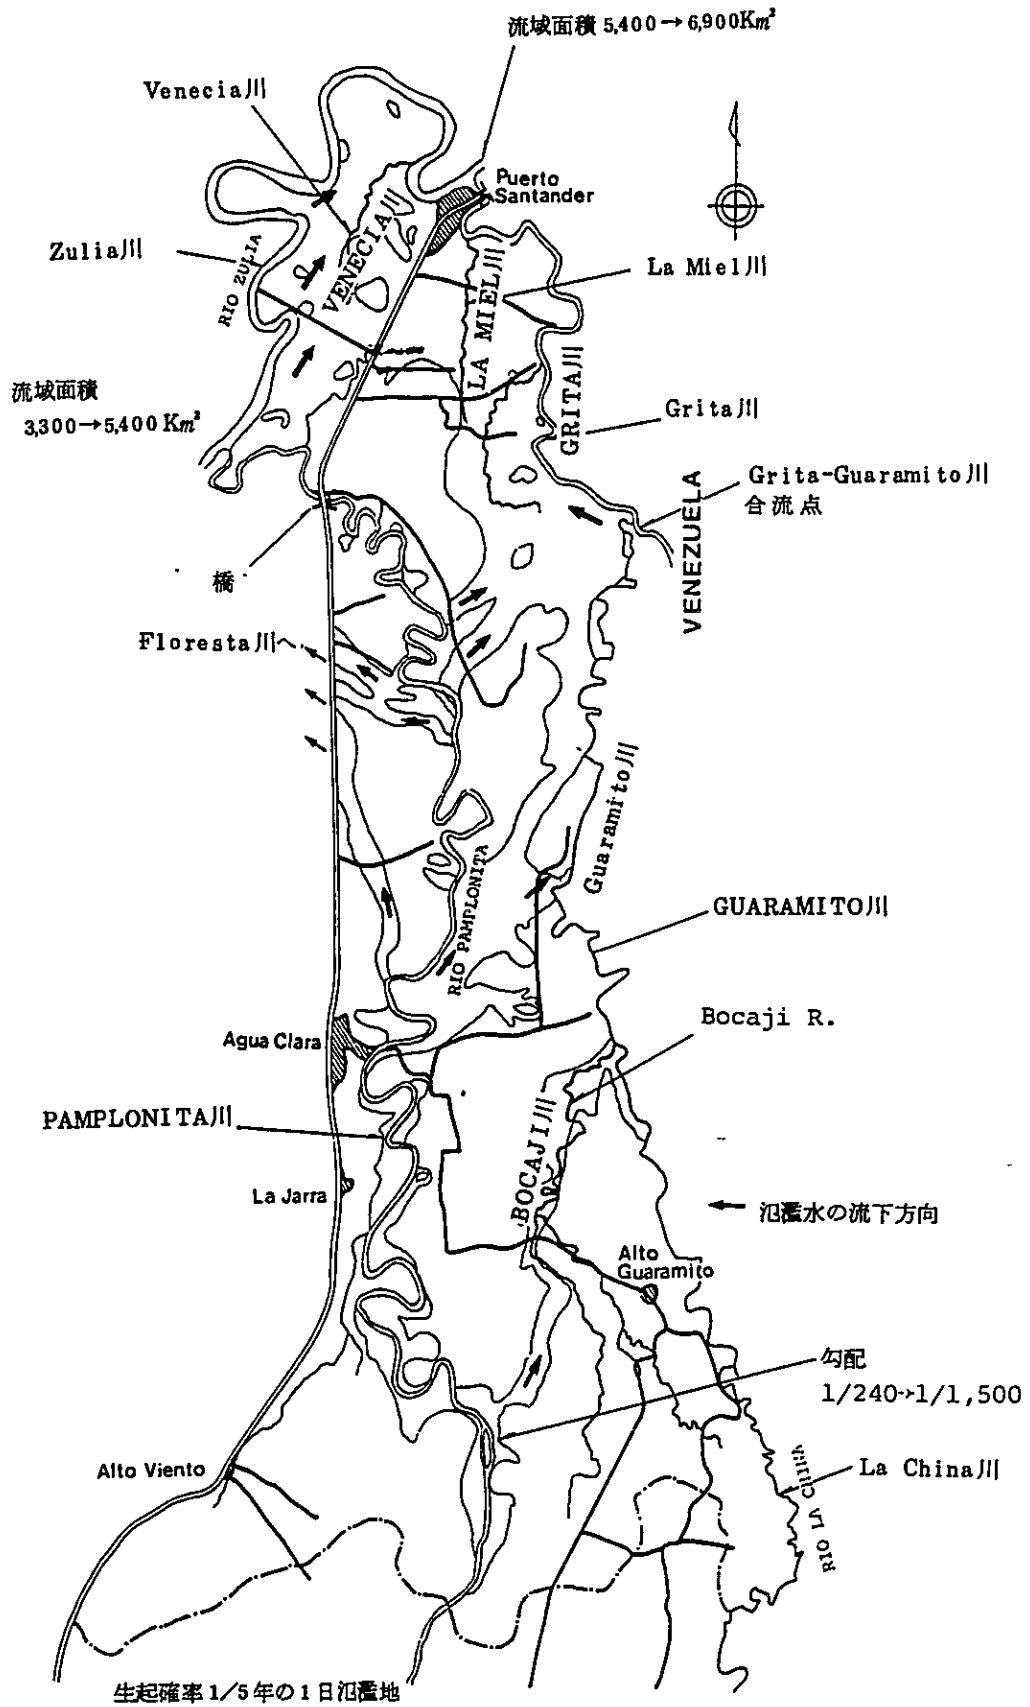 流域面積 5,400→6,900Km²
Venecia川
Puerto
Santander
VENECIA川
Zulia川
RIO ZULIA
LA MIEL川
La Miel川
流域面積
3,300→5,400Km²
GRITA川
Grita川
Grita-Guaramito川
合流点
VENEZUELA
橋
Floresta川
Guaramito川
RIO PAMPLONITA
GUARAMITO川
Bocaji R.
Agua Clara
BOCAJI川
PAMPLONITA川
La Jarra
氾濫水の流下方向
Alto
Guaramito
勾配
1/240→1/1,500
Alto Viento
La China川
RIO LA CHINA
生起確率1/5年の1日氾濫地